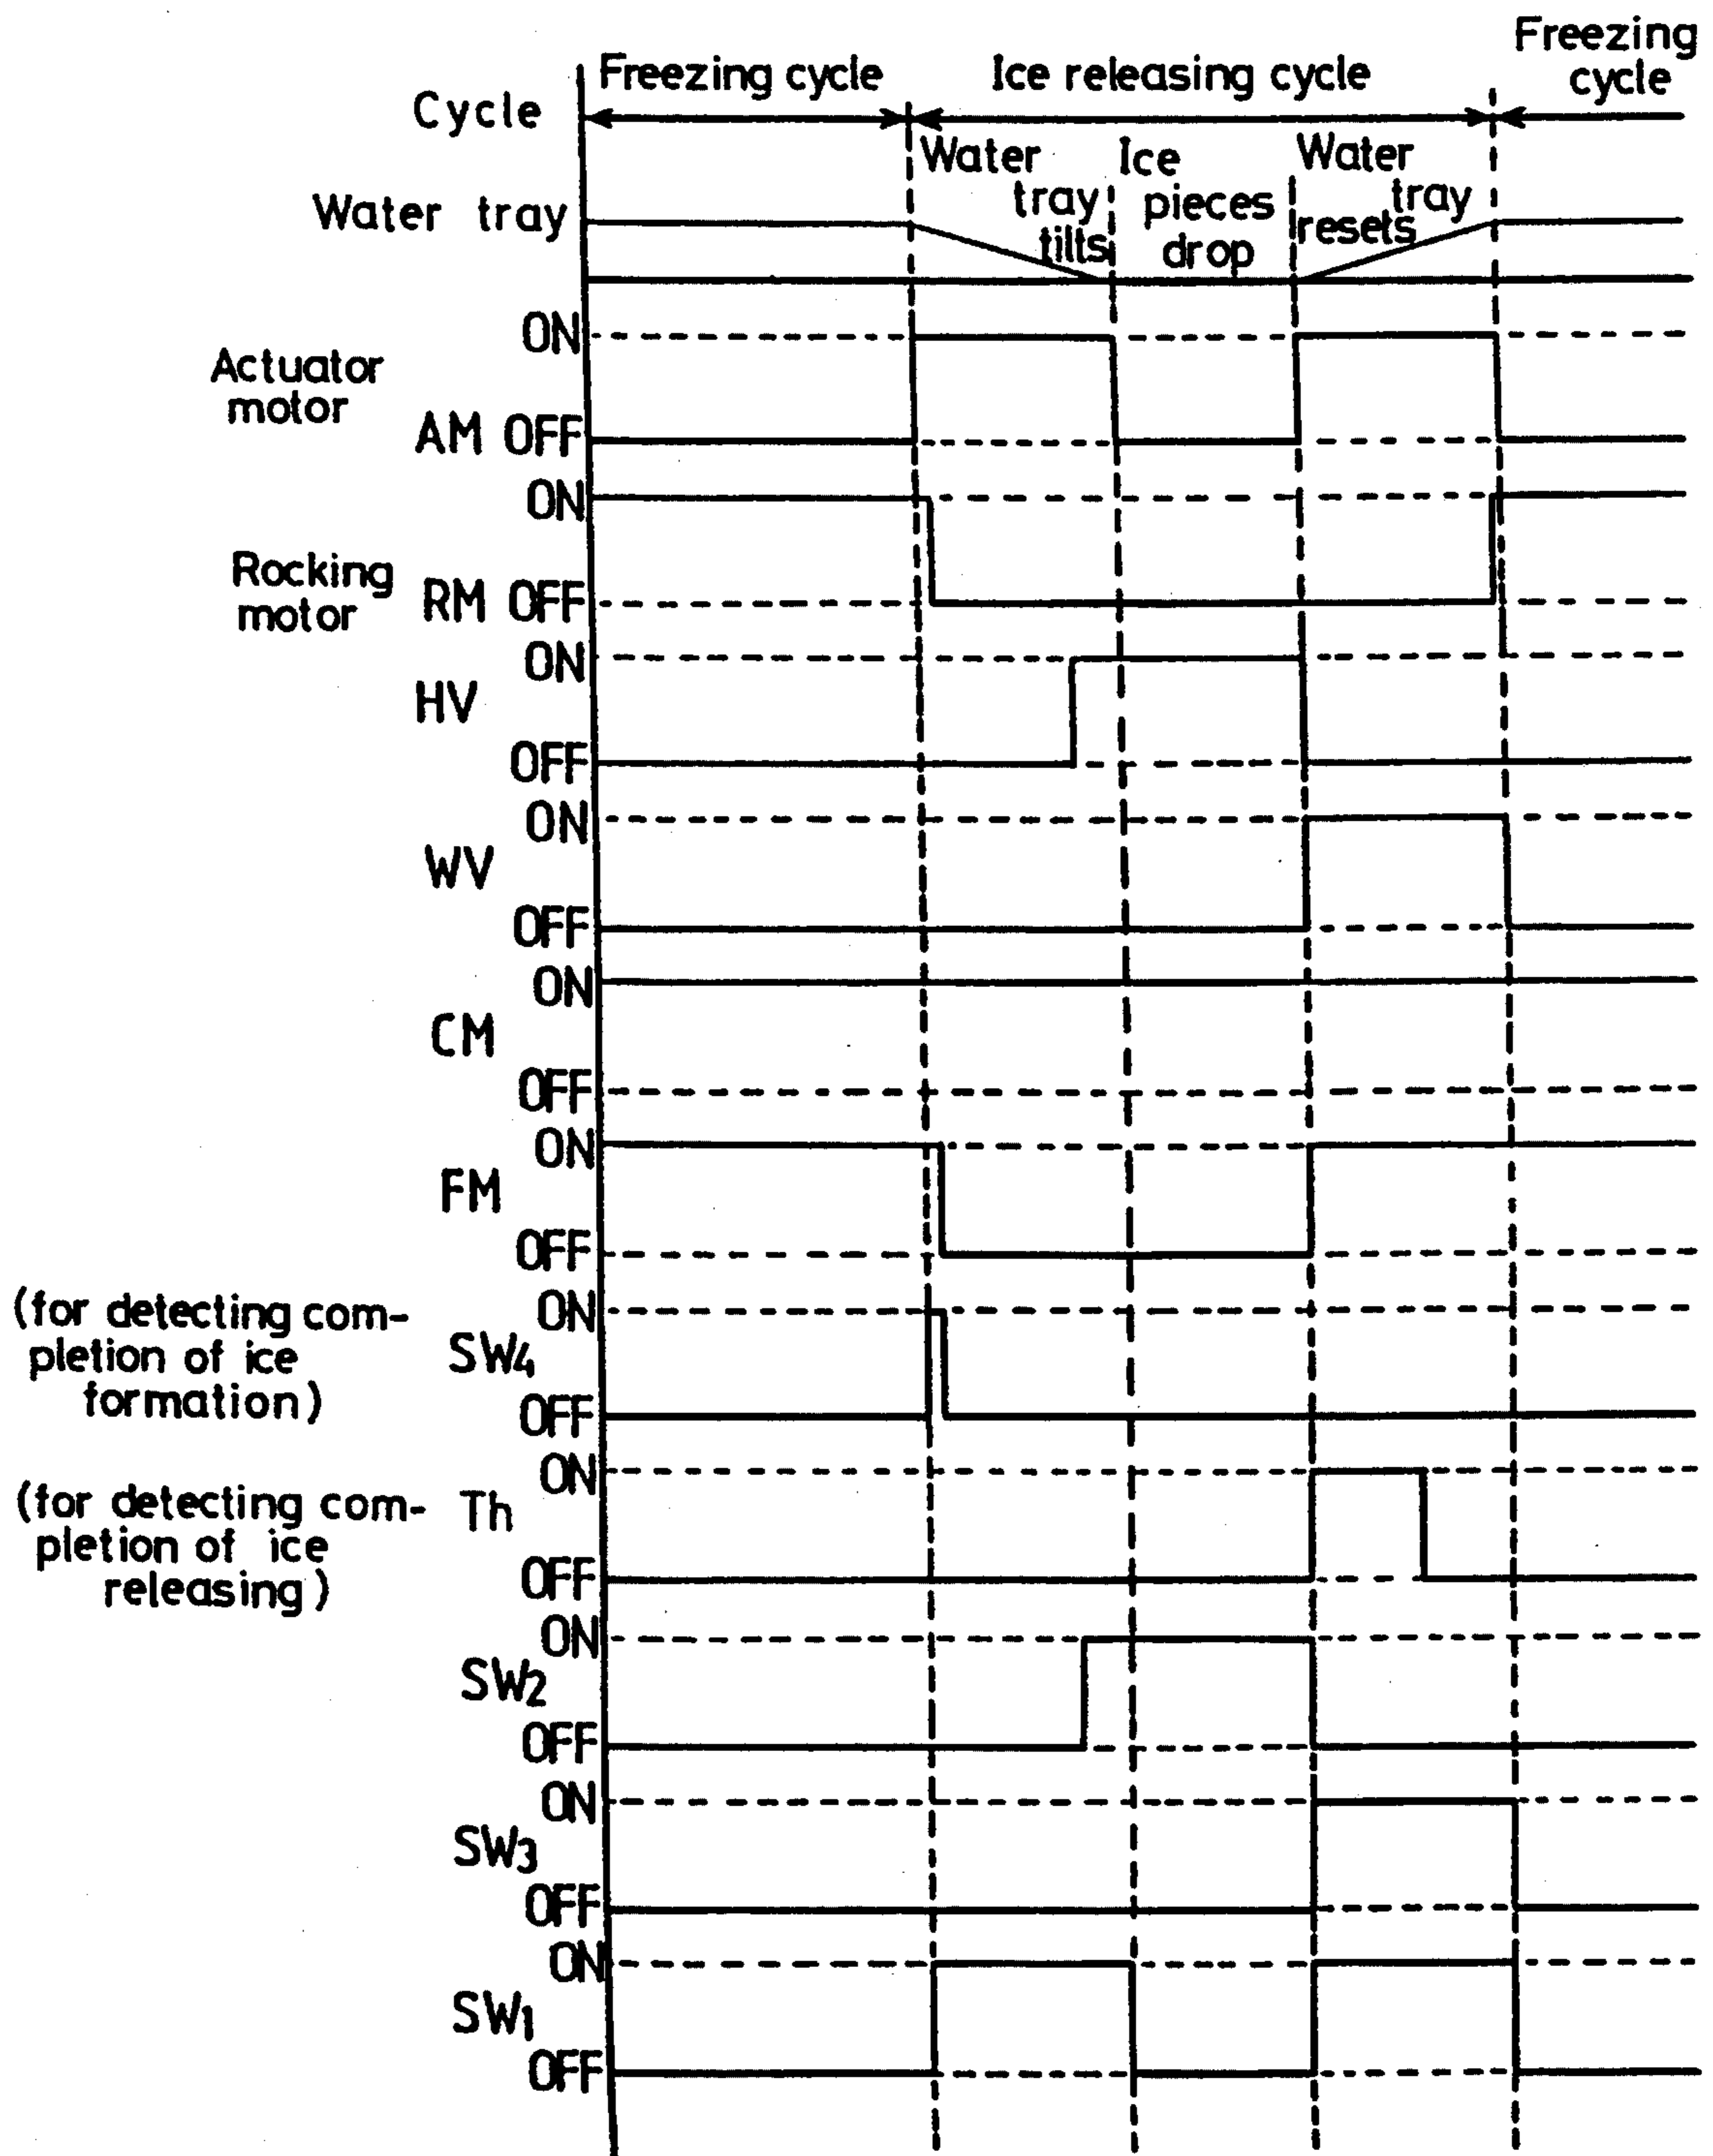 Freezing cycle
Ice releasing cycle
Freezing
cycle
Cycle
Water
tray
tilts
Ice
pieces
drop
Water
tray
resets
Water tray
ON
Actuator
motor
AM OFF
ON
Rocking
motor
RM OFF
ON
HV
OFF
ON
WV
OFF
ON
CM
OFF
ON
FM
OFF
(for detecting com-
pletion of ice
formation)
ON
SW4
OFF
(for detecting com-
pletion of ice
releasing)
ON
Th
OFF
ON
SW2
OFF
ON
SW3
OFF
ON
SW1
OFF